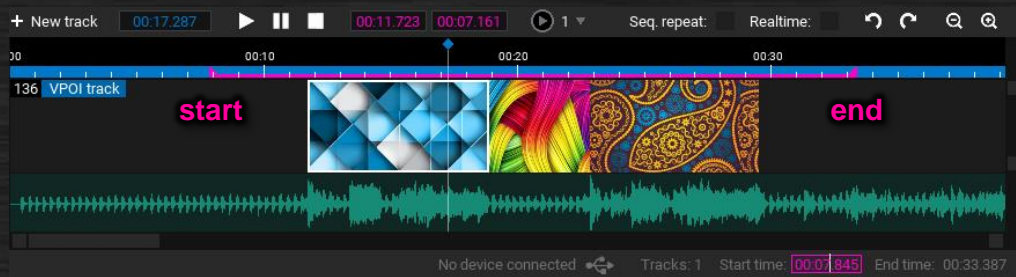 + New track 00:17.287 00:11.723 00:07.161 1 Seq. repeat: Realtime:
00 00:10 00:20 00:30
136 VPOI track
start end
No device connected Tracks: 1 Start time: 00:07.845 End time: 00:33.387